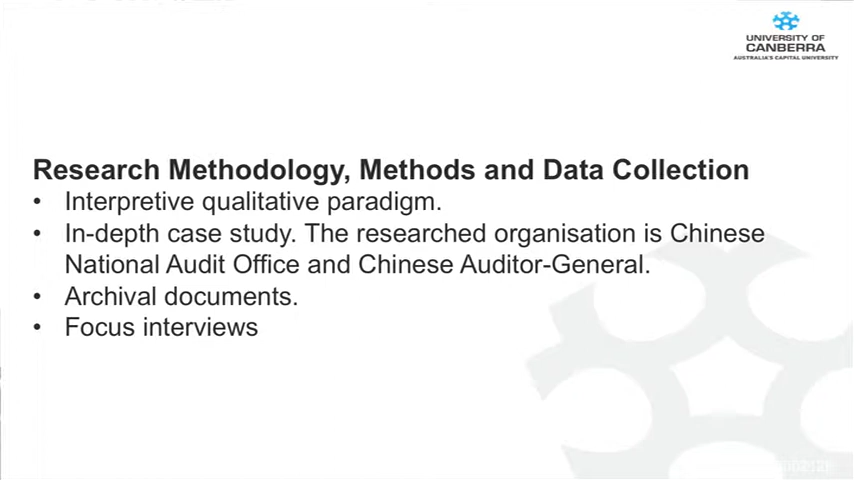 UNIVERSITY OF
CANBERRA
AUSTRALIA'S CAPITAL UNIVERSITY
Research Methodology, Methods and Data Collection
• Interpretive qualitative paradigm.
• In-depth case study. The researched organisation is Chinese
National Audit Office and Chinese Auditor-General.
• Archival documents.
• Focus interviews